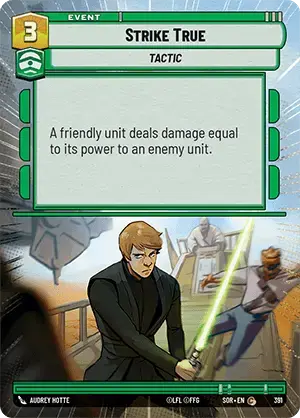 EVENT
3
STRIKE TRUE
TACTIC
A friendly unit deals damage equal
to its power to an enemy unit.
AUDREY HOTTE
©LFL ©FFG
SOR • EN
C
391